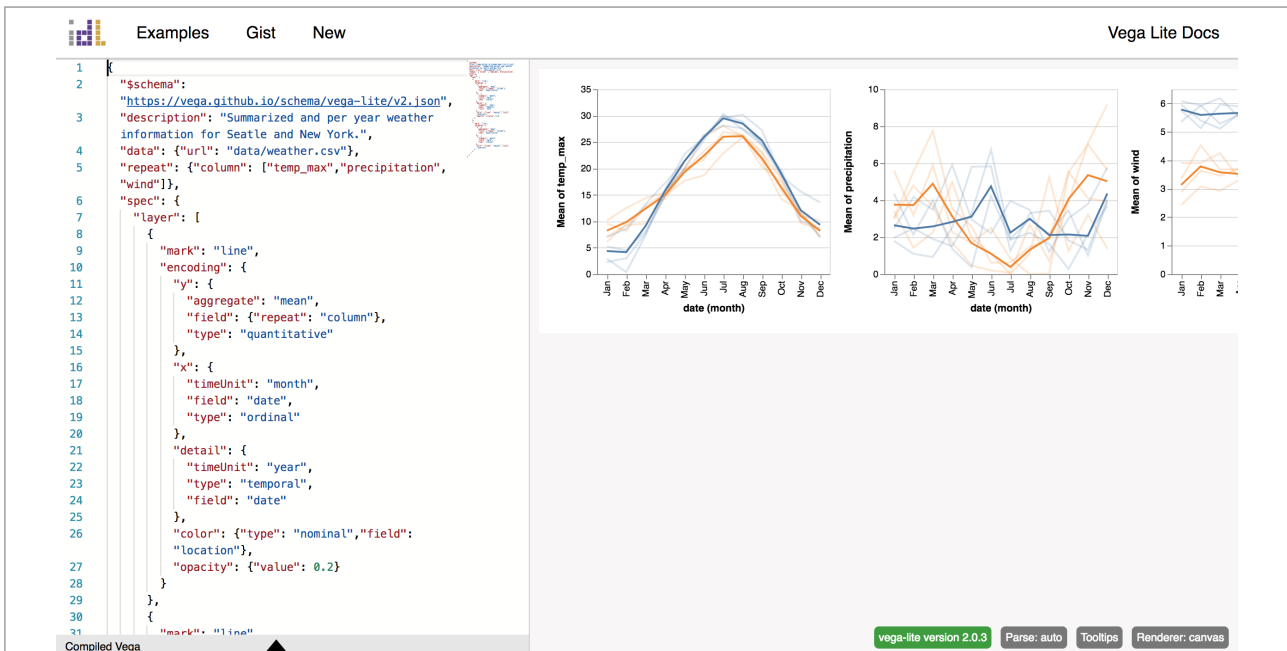 idL
Examples Gist New Vega Lite Docs
1 {
2 "$schema":
"https://vega.github.io/schema/vega-lite/v2.json",
3 "description": "Summarized and per year weather
information for Seatle and New York.",
4 "data": {"url": "data/weather.csv"},
5 "repeat": {"column": ["temp_max","precipitation",
"wind"]},
6 "spec": {
7 "layer": [
8 {
9 "mark": "line",
10 "encoding": {
11 "y": {
12 "aggregate": "mean",
13 "field": {"repeat": "column"},
14 "type": "quantitative"
15 },
16 "x": {
17 "timeUnit": "month",
18 "field": "date",
19 "type": "ordinal"
20 },
21 "detail": {
22 "timeUnit": "year",
23 "type": "temporal",
24 "field": "date"
25 },
26 "color": {"type": "nominal","field":
"location"},
27 "opacity": {"value": 0.2}
28 }
29 },
30 {
31 "mark": "line"
Compiled Vega
Mean of temp_max
35
30
25
20
15
10
5
0
Jan Feb Mar Apr May Jun Jul Aug Sep Oct Nov Dec
date (month)
Mean of precipitation
10
8
6
4
2
0
Jan Feb Mar Apr May Jun Jul Aug Sep Oct Nov Dec
date (month)
Mean of wind
6
5
4
3
2
1
0
Jan Feb Mar
vega-lite version 2.0.3 Parse: auto Tooltips Renderer: canvas